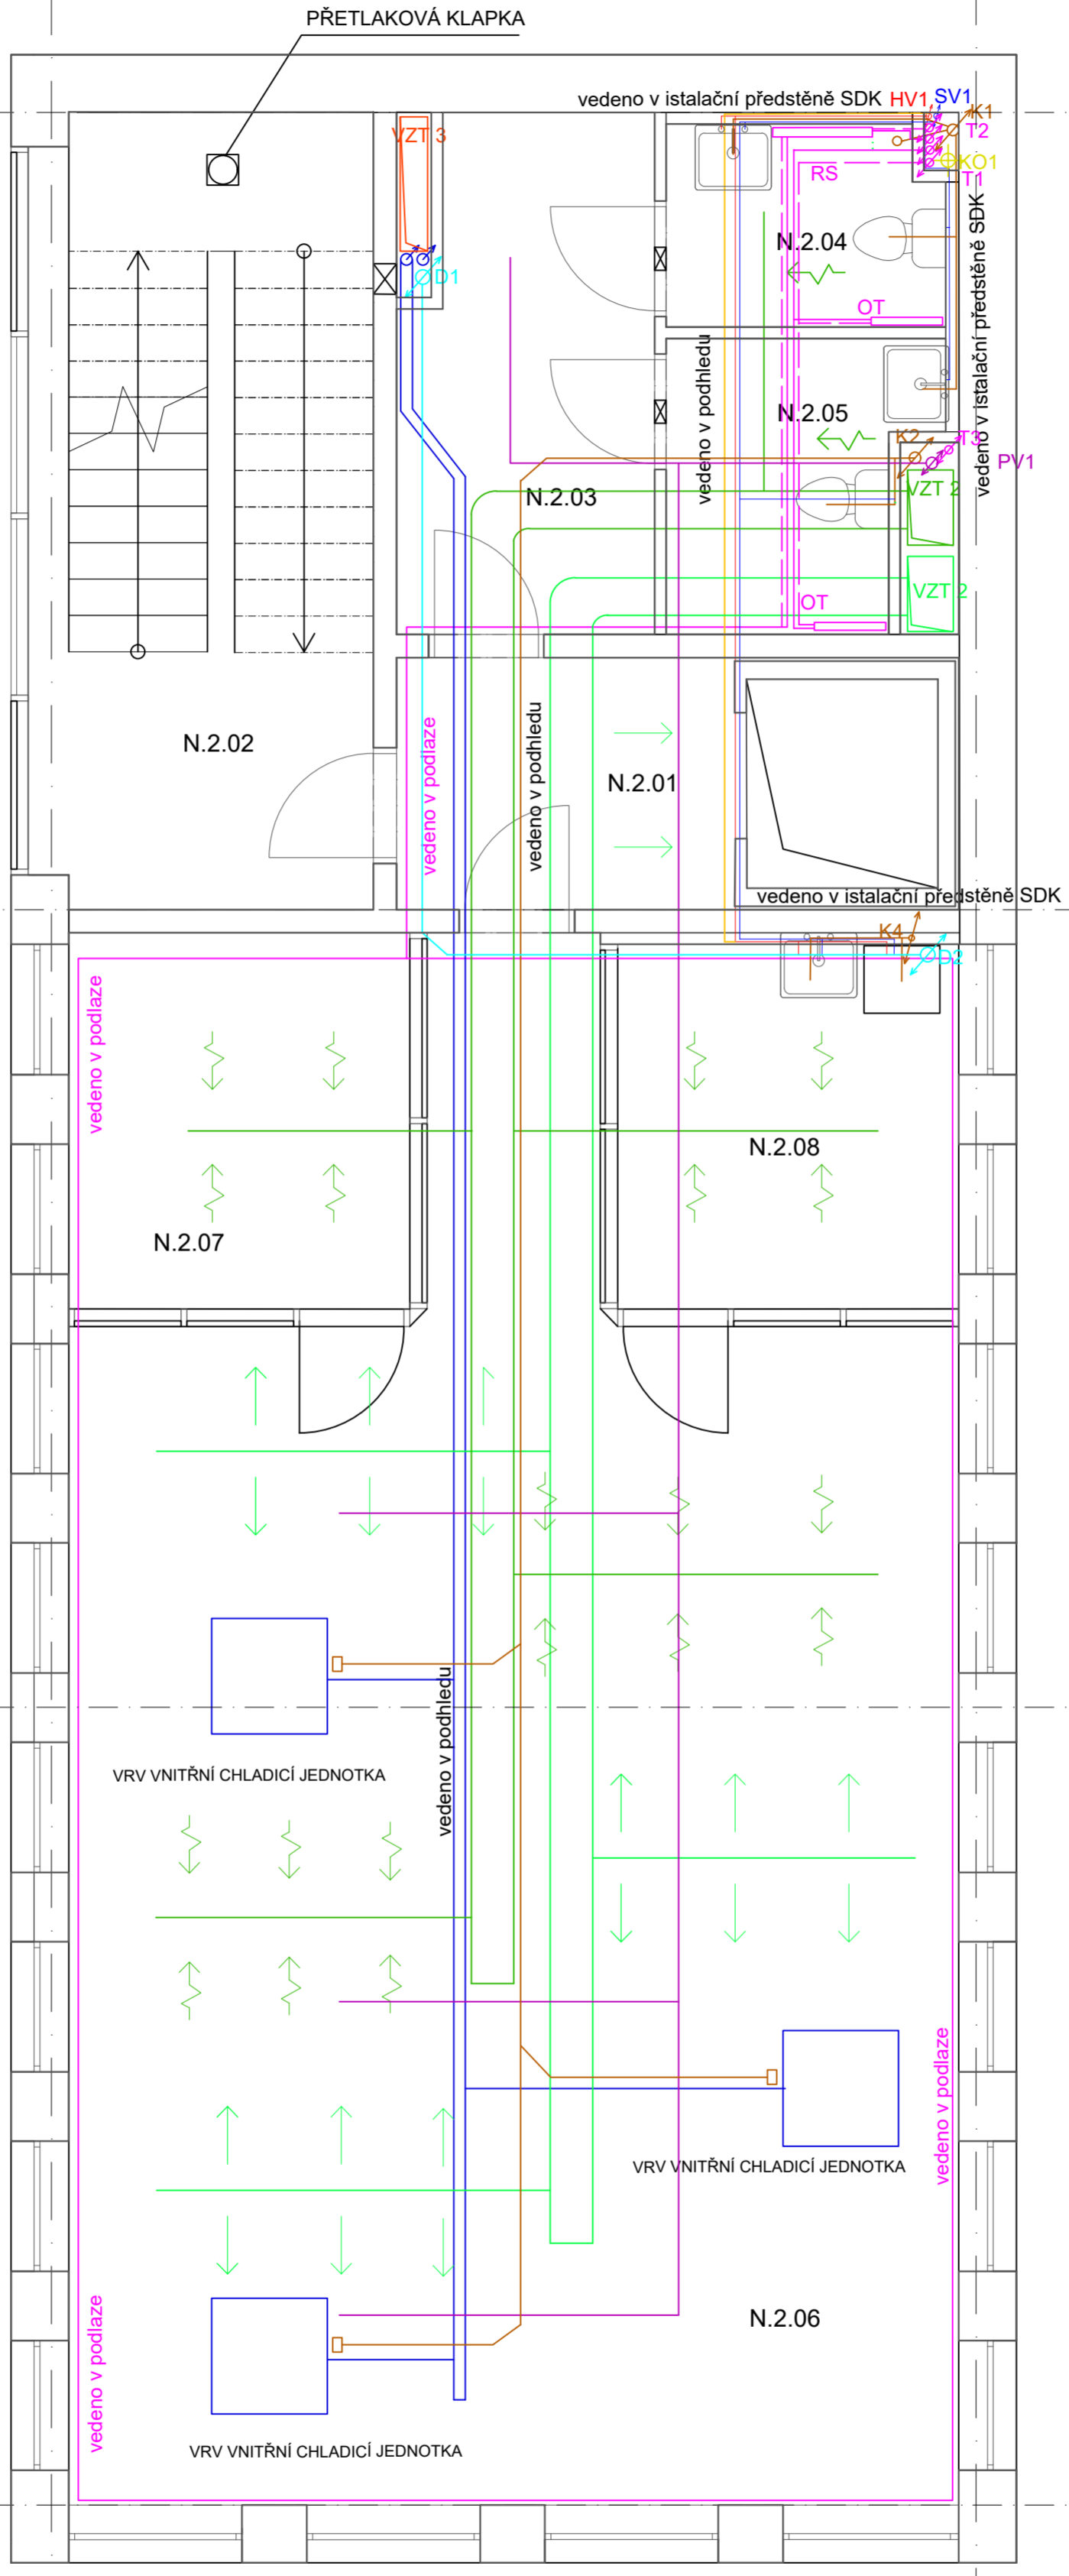 PŘETLAKOVÁ KLAPKA
vedeno v istalační předstěně SDK
HV1
SV1
K1
T2
VZT 3
KO1
T1
RS
N.2.04
D1
OT
vedeno v istalační předstěně SDK
vedeno v podhledu
N.2.05
K2
T3
PV1
N.2.03
VZT 2
VZT 2
OT
N.2.02
vedeno v podlaze
vedeno v podhledu
N.2.01
vedeno v istalační předstěně SDK
K4
D2
vedeno v podlaze
N.2.08
N.2.07
vedeno v podhledu
VRV VNITŘNÍ CHLADICÍ JEDNOTKA
vedeno v podlaze
VRV VNITŘNÍ CHLADICÍ JEDNOTKA
vedeno v podlaze
N.2.06
VRV VNITŘNÍ CHLADICÍ JEDNOTKA